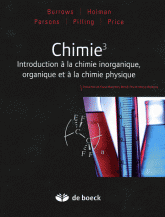 Burrows | Holman
Parsons | Pilling | Price
Chimie³
Introduction à la chimie inorganique,
organique et à la chimie physique
de boeck